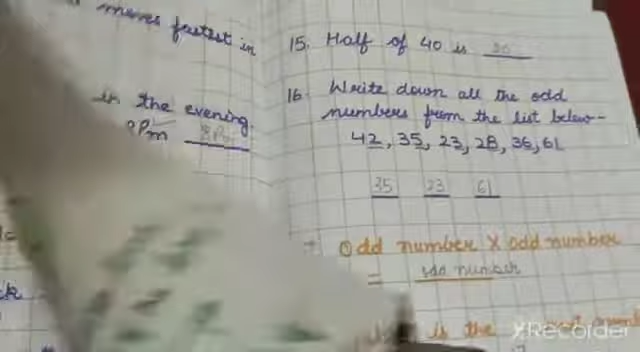 moves fastest in
in the evening.
8Pm
15. Half of 40 is 20
16. Write down all the odd
numbers from the list below-
42, 35, 23, 28, 36, 61
35 23 61
Odd number X odd number
= odd number
is the
XRecorder